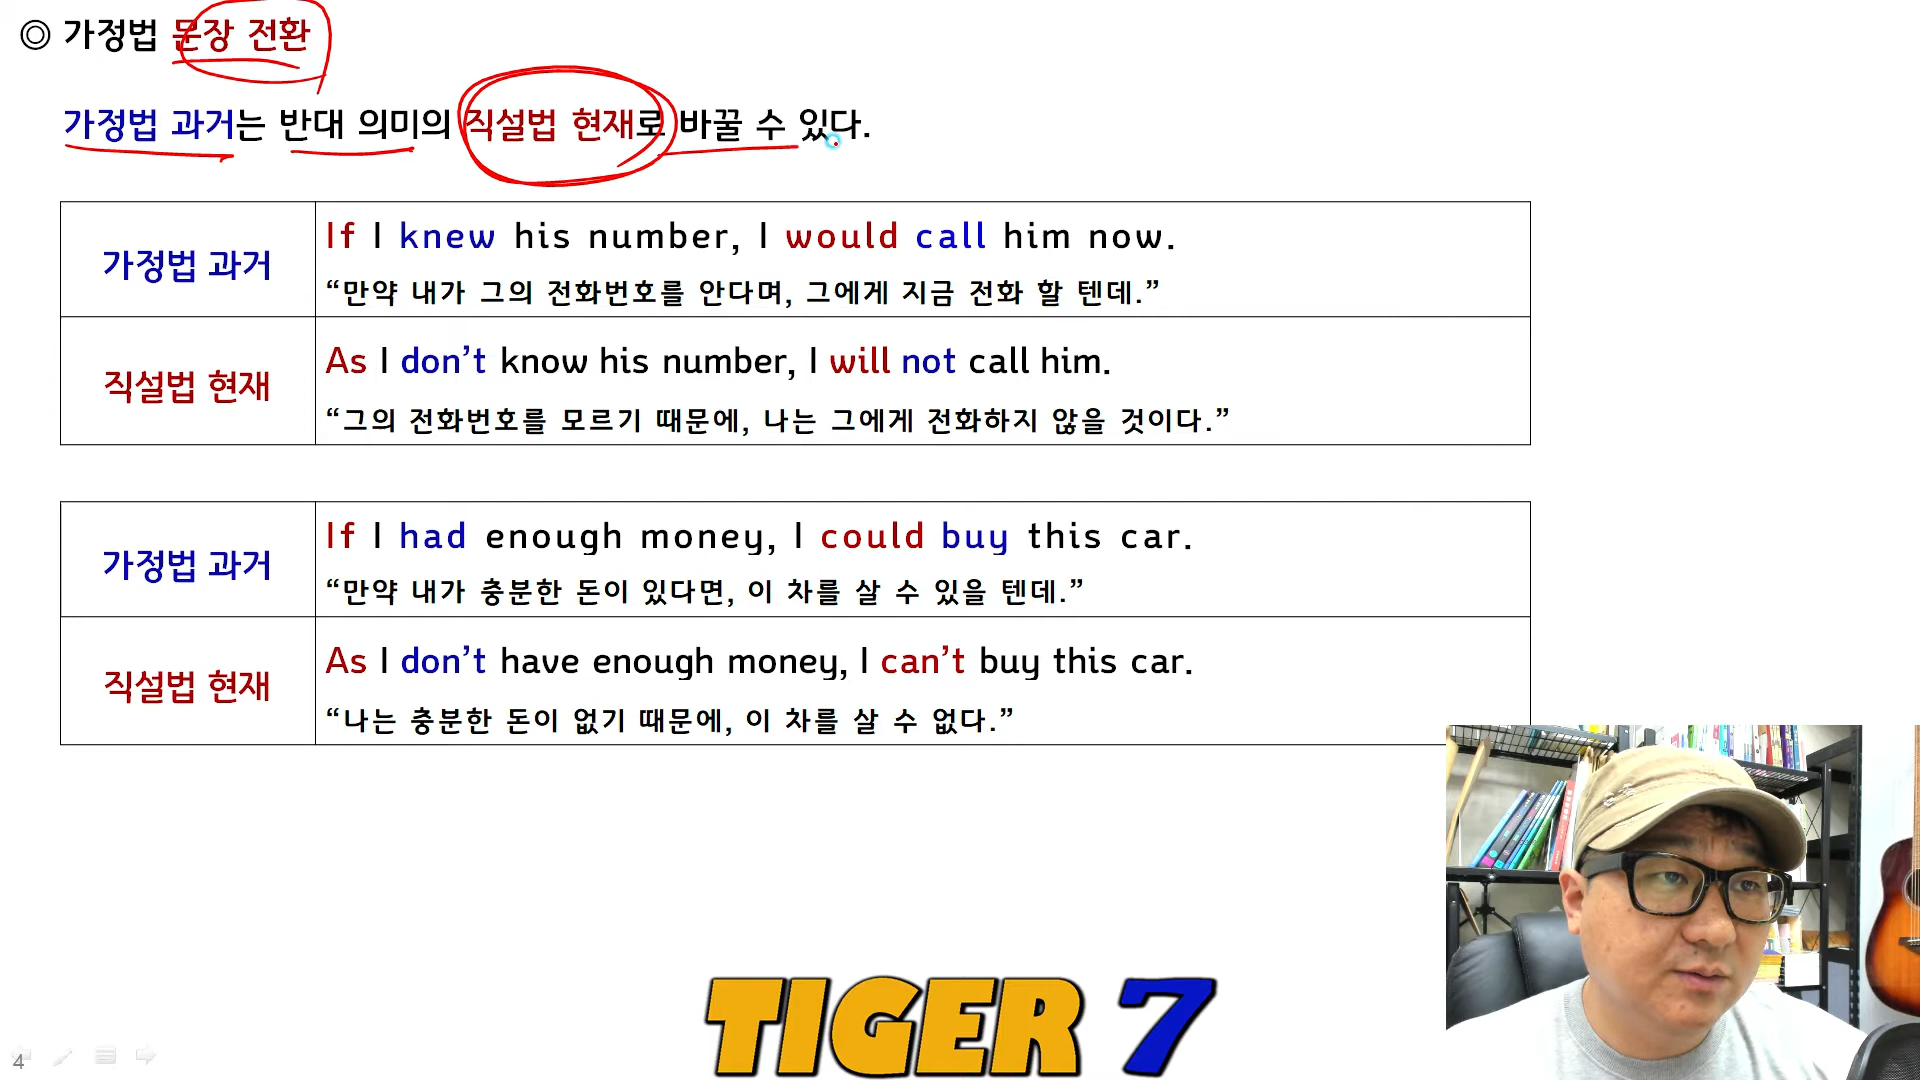 ◎ 가정법 문장 전환
가정법 과거는 반대 의미의 직설법 현재로 바꿀 수 있다.
가정법 과거
If I knew his number, I would call him now.
“만약 내가 그의 전화번호를 안다며, 그에게 지금 전화 할 텐데.”
직설법 현재
As I don’t know his number, I will not call him.
“그의 전화번호를 모르기 때문에, 나는 그에게 전화하지 않을 것이다.”
가정법 과거
If I had enough money, I could buy this car.
“만약 내가 충분한 돈이 있다면, 이 차를 살 수 있을 텐데.”
직설법 현재
As I don’t have enough money, I can’t buy this car.
“나는 충분한 돈이 없기 때문에, 이 차를 살 수 없다.”
TIGER 7
4